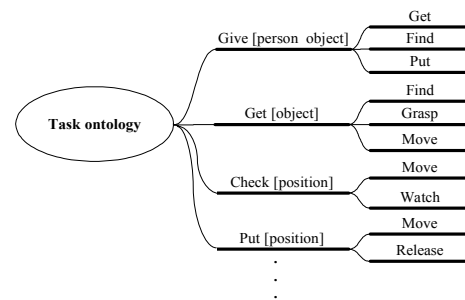 Task ontology
Give [person object]
Get
Find
Put
Get [object]
Find
Grasp
Move
Check [position]
Move
Watch
Put [position]
Move
Release